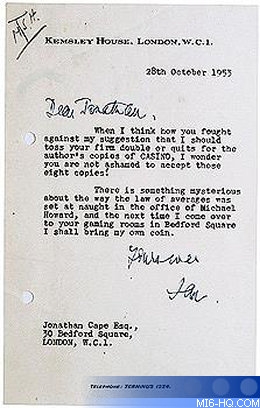 M/S H.
KEMSLEY HOUSE, LONDON, W.C.1.
28th October 1953
Dear Jonathan,
When I think how you fought
against my suggestion that I should
toss your firm double or quits for the
author's copies of CASINO, I wonder
you are not ashamed to accept those
eight copies!
There is something mysterious
about the way the law of averages was
set at naught in the office of Michael
Howard, and the next time I come over
to your gaming rooms in Bedford Square
I shall bring my own coin.
Yours ever
Ian
Jonathan Cape Esq.,
30 Bedford Square,
LONDON, W.C.1.
TELEPHONE: TERMINUS 1234.
MI6-HQ.COM